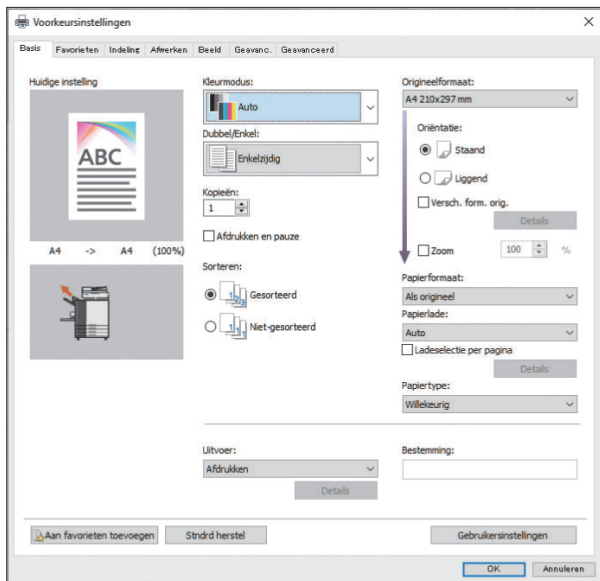 Voorkeursinstellingen
Basis Favorieten Indeling Afwerken Beeld Geavanc. Geavanceerd
Huidige instelling
ABC
A4 -> A4 (100%)
Kleurmodus:
Auto
Dubbel/Enkel:
Enkelzijdig
Kopieën:
1
Afdrukken en pauze
Sorteren:
Gesorteerd
Niet-gesorteerd
Origineelformaat:
A4 210x297 mm
Oriëntatie:
Staand
Liggend
Versch. form. orig.
Details
Zoom 100 %
Papierformaat:
Als origineel
Papierlade:
Auto
Ladeselectie per pagina
Details
Papiertype:
Willekeurig
Uitvoer:
Afdrukken
Details
Bestemming:
Aan favorieten toevoegen Stndrd herstel Gebruikersinstellingen
OK Annuleren